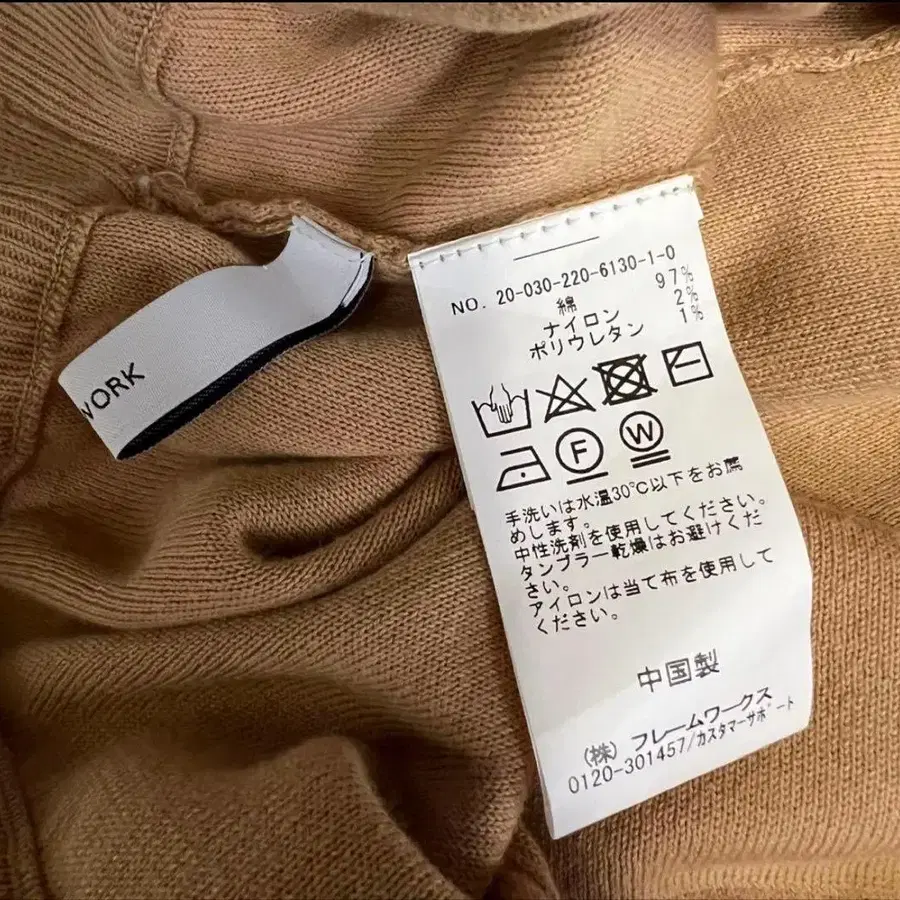 NO. 20-030-220-6130-1-0
綿 97%
ナイロン 2%
ポリウレタン 1%
F W
手洗いは水温30℃以下をお薦
めします。
中性洗剤を使用してください。
タンブラー乾燥はお避けくだ
さい。
アイロンは当て布を使用して
ください。
中国製
(株) フレームワークス
0120-301457/カスタマーサポート